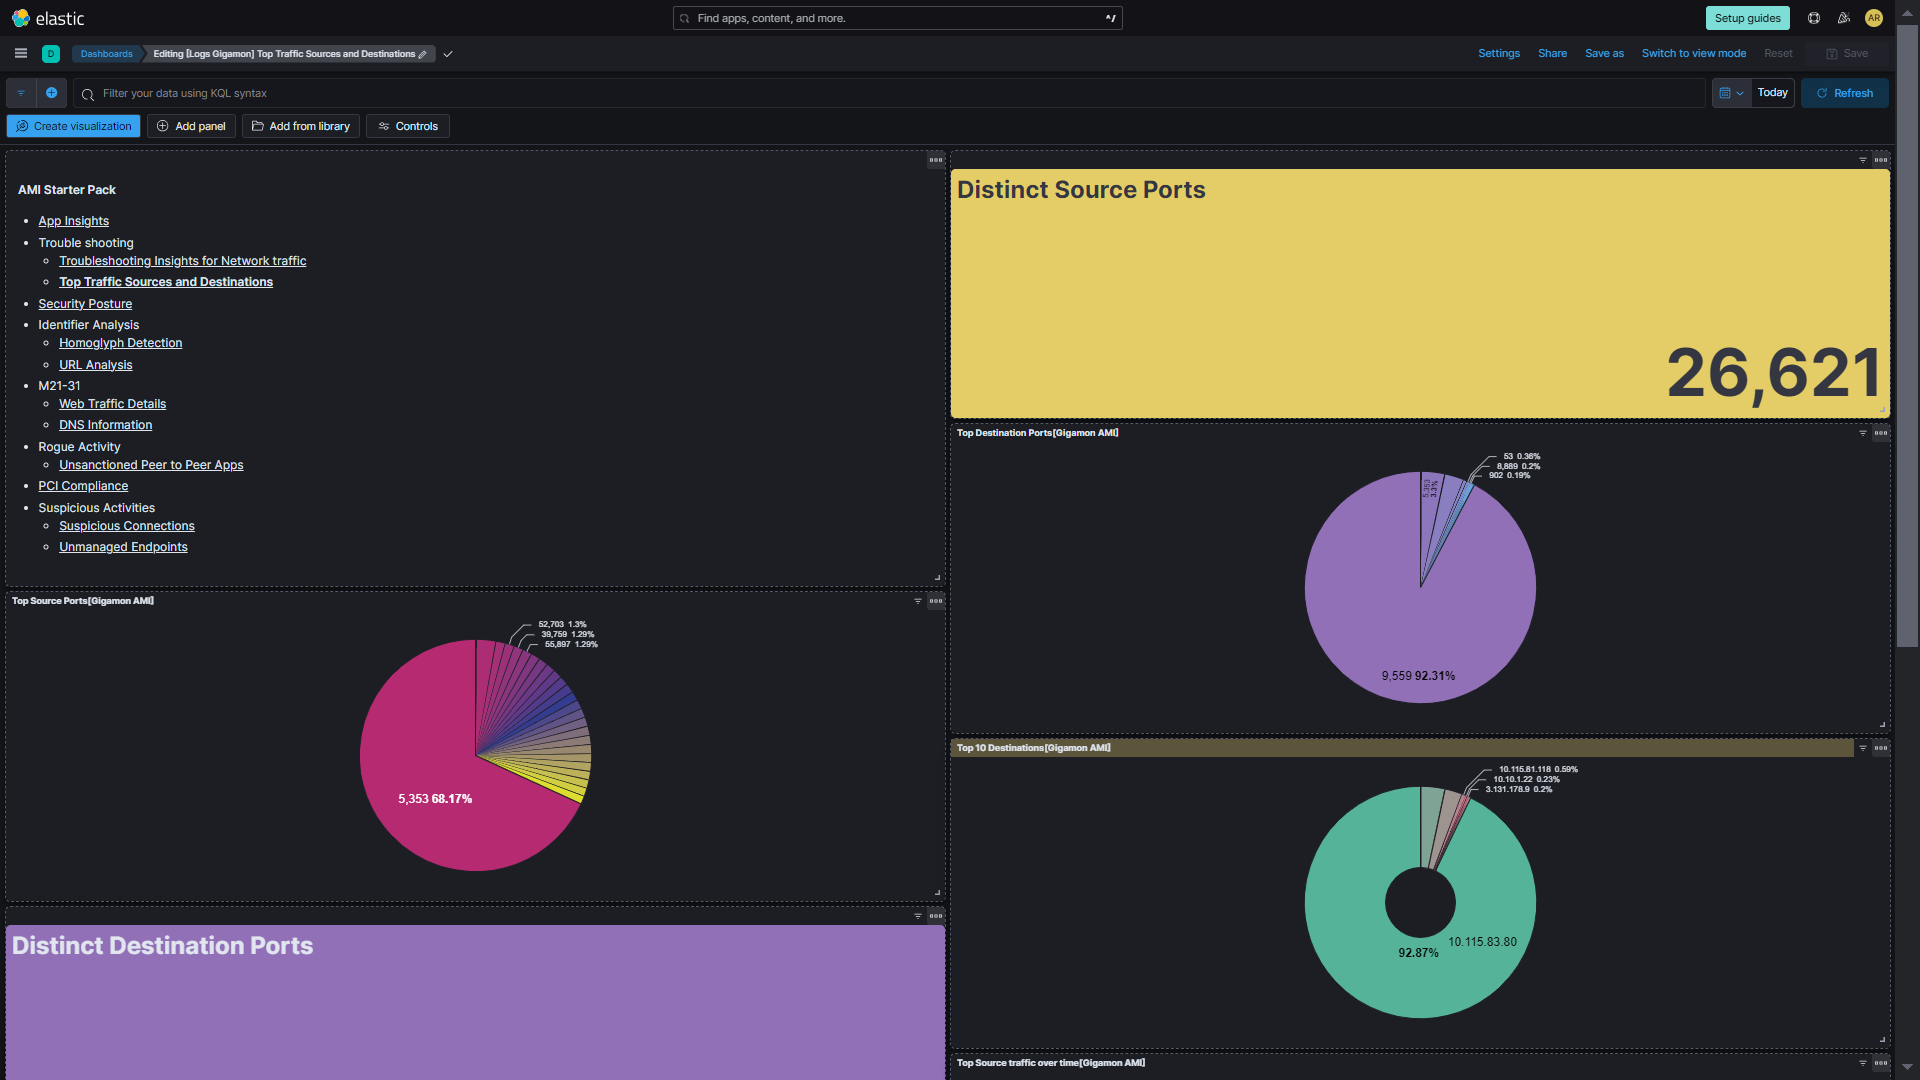 elastic
Find apps, content, and more.
^/
Setup guides
AR
D
Dashboards
Editing [Logs Gigamon] Top Traffic Sources and Destinations
Settings
Share
Save as
Switch to view mode
Reset
Save
Filter your data using KQL syntax
Today
Refresh
Create visualization
Add panel
Add from library
Controls
AMI Starter Pack
App Insights
Trouble shooting
Troubleshooting Insights for Network traffic
Top Traffic Sources and Destinations
Security Posture
Identifier Analysis
Homoglyph Detection
URL Analysis
M21-31
Web Traffic Details
DNS Information
Rogue Activity
Unsanctioned Peer to Peer Apps
PCI Compliance
Suspicious Activities
Suspicious Connections
Unmanaged Endpoints
Distinct Source Ports
26,621
Top Destination Ports[Gigamon AMI]
53 0.36%
8,889 0.2%
902 0.19%
5,353
3.3%
9,559 92.31%
Top Source Ports[Gigamon AMI]
52,703 1.3%
39,759 1.29%
55,897 1.29%
5,353 68.17%
Top 10 Destinations[Gigamon AMI]
10.115.81.118 0.59%
10.10.1.22 0.23%
3.131.178.9 0.2%
10.115.83.80
92.87%
Distinct Destination Ports
Top Source traffic over time[Gigamon AMI]